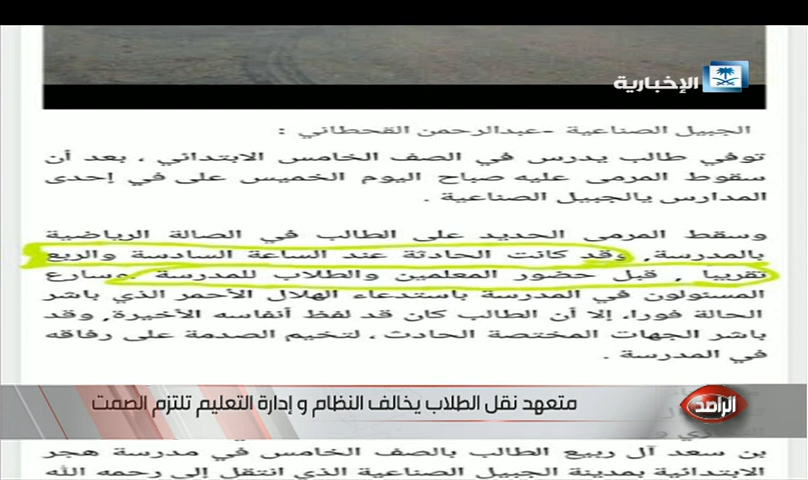 الإخبارية
الجبيل الصناعية -عبدالرحمن القحطاني :
توفي طالب يدرس في الصف الخامس الابتدائي ، بعد أن
سقوط المرمى عليه صباح اليوم الخميس على في إحدى
المدارس يالجبيل الصناعية .
وسقط المرمى الحديد على الطالب في الصالة الرياضية
بالمدرسة, وقد كانت الحادثة عند الساعة السادسة والربع
تقريبا , قبل حضور المعلمين والطلاب للمدرسة وسارع
المسئولون في المدرسة باستدعاء الهلال الأحمر الذي باشر
الحالة فورا، إلا أن الطالب كان قد لفظ أنفاسه الأخيرة, وقد
باشر الجهات المختصة الحادث ، لتخيم الصدمة على رفاقه
في المدرسة .
الراصد
متعهد نقل الطلاب يخالف النظام و إدارة التعليم تلتزم الصمت
بن سعد آل ربيع الطالب بالصف الخامس في مدرسة هجر
الابتدائية بمدينة الجبيل الصناعية الذي انتقل إلى رحمه الله